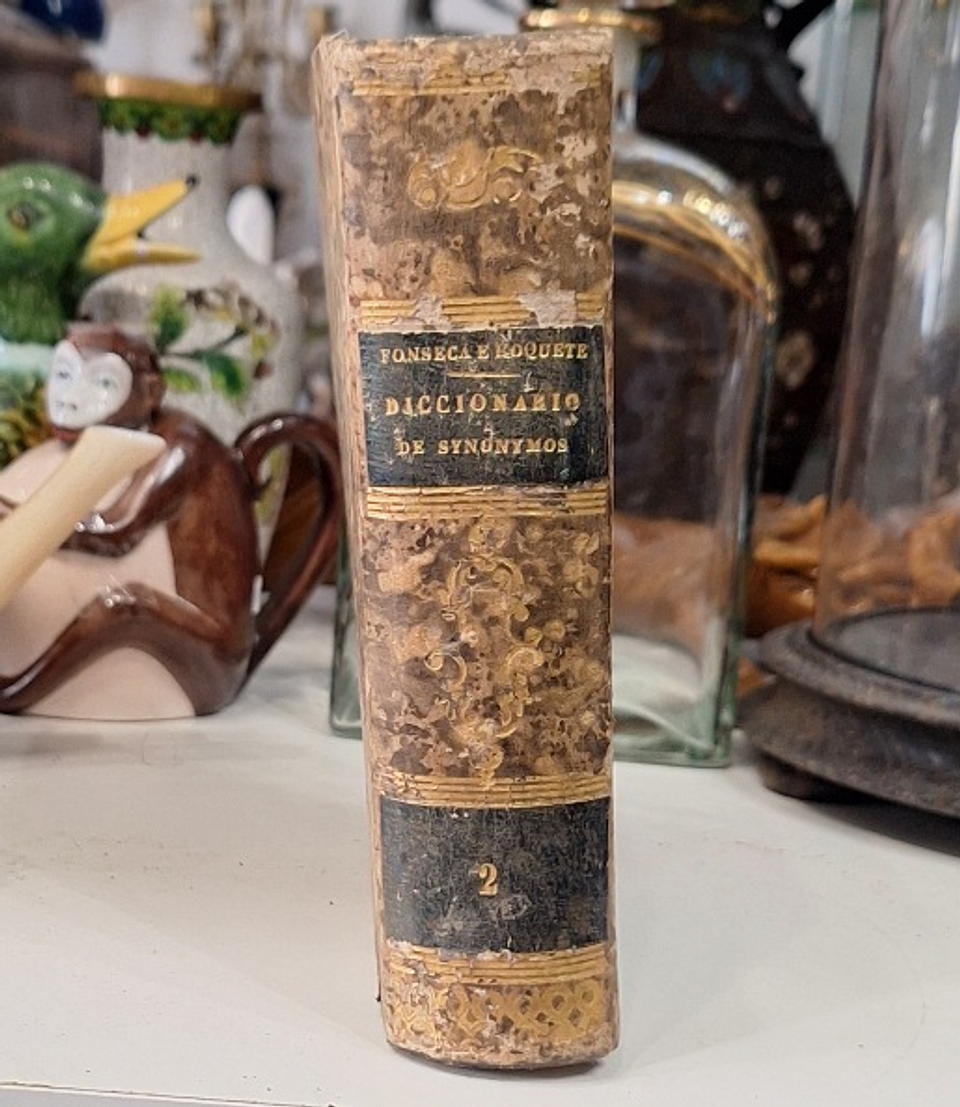 FONSECA E ROQUETE
DICCIONARIO
DE SYNONYMOS
2